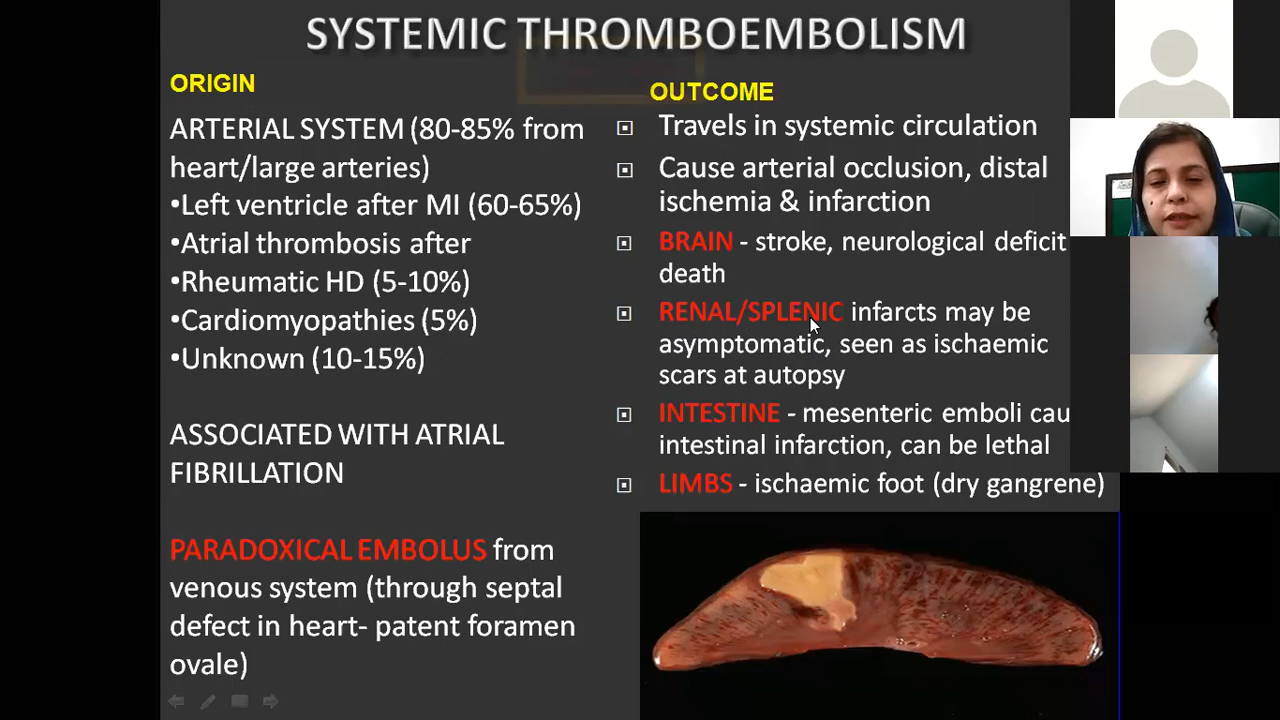 SYSTEMIC THROMBOEMBOLISM
ORIGIN
ARTERIAL SYSTEM (80-85% from
heart/large arteries)
•Left ventricle after MI (60-65%)
•Atrial thrombosis after
•Rheumatic HD (5-10%)
•Cardiomyopathies (5%)
•Unknown (10-15%)
ASSOCIATED WITH ATRIAL
FIBRILLATION
PARADOXICAL EMBOLUS from
venous system (through septal
defect in heart- patent foramen
ovale)
OUTCOME
Travels in systemic circulation
Cause arterial occlusion, distal
ischemia & infarction
BRAIN - stroke, neurological deficit
death
RENAL/SPLENIC infarcts may be
asymptomatic, seen as ischaemic
scars at autopsy
INTESTINE - mesenteric emboli cau
intestinal infarction, can be lethal
LIMBS - ischaemic foot (dry gangrene)